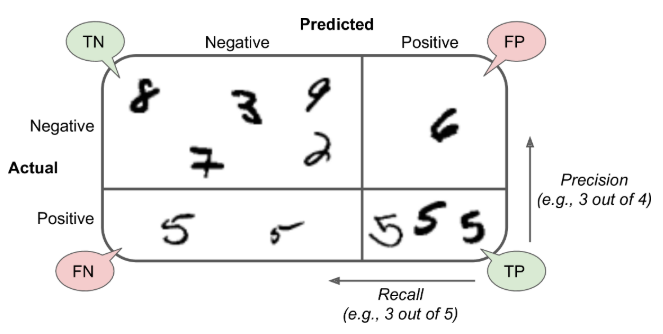 Predicted
TN
Negative
Positive
FP
8 3 9
6
Negative
7 2
Actual
Precision
(e.g., 3 out of 4)
Positive
5 5
5 5 5
FN
TP
Recall
(e.g., 3 out of 5)